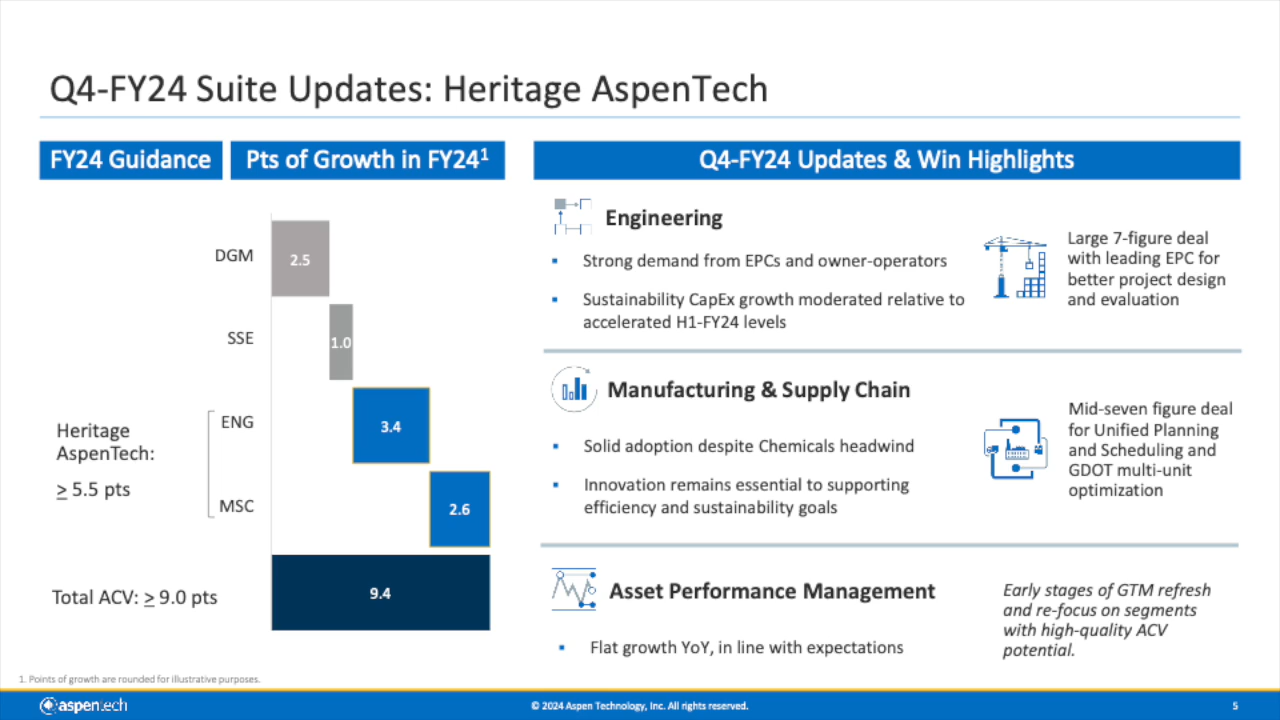 Q4-FY24 Suite Updates: Heritage AspenTech
FY24 Guidance
Pts of Growth in FY24¹
DGM
2.5
SSE
1.0
Heritage
AspenTech:
≥ 5.5 pts
ENG
3.4
MSC
2.6
Total ACV: ≥ 9.0 pts
9.4
Q4-FY24 Updates & Win Highlights
Engineering
▪ Strong demand from EPCs and owner-operators
▪ Sustainability CapEx growth moderated relative to
accelerated H1-FY24 levels
Large 7-figure deal
with leading EPC for
better project design
and evaluation
Manufacturing & Supply Chain
▪ Solid adoption despite Chemicals headwind
▪ Innovation remains essential to supporting
efficiency and sustainability goals
Mid-seven figure deal
for Unified Planning
and Scheduling and
GDOT multi-unit
optimization
Asset Performance Management
▪ Flat growth YoY, in line with expectations
Early stages of GTM refresh
and re-focus on segments
with high-quality ACV
potential.
1. Points of growth are rounded for illustrative purposes.
aspentech
© 2024 Aspen Technology, Inc. All rights reserved.
5